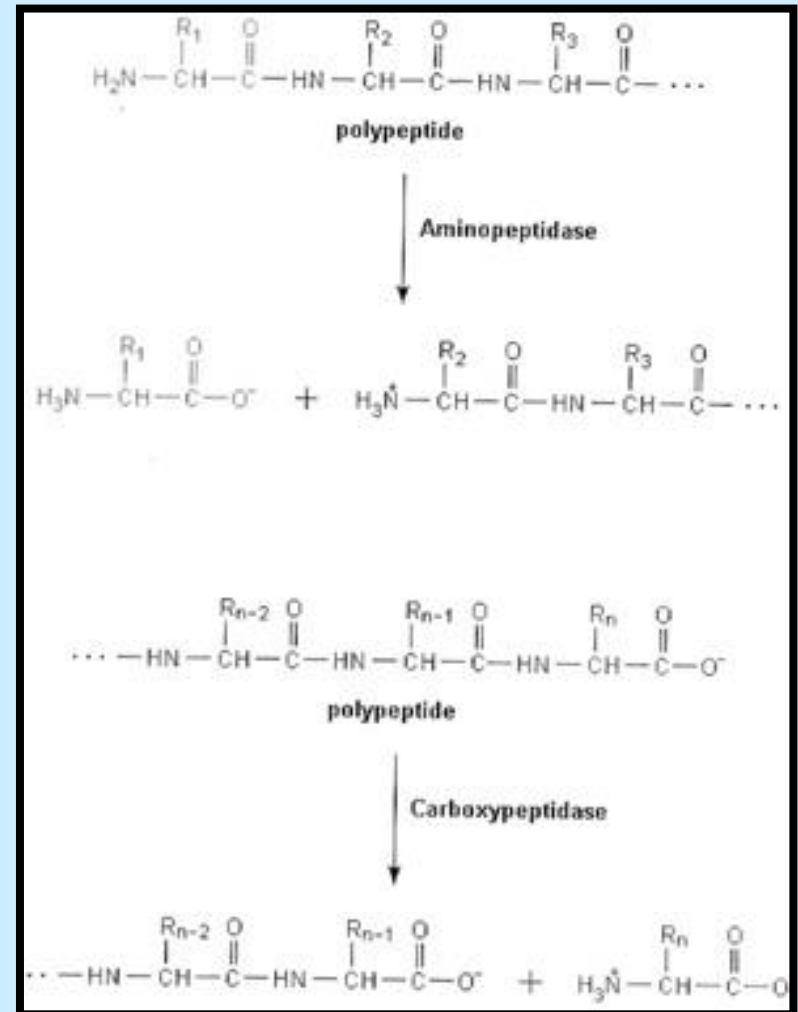 R₁ O R₂ O R₃ O
H₂N—CH—C—HN—CH—C—HN—CH—C—···
polypeptide
Aminopeptidase
R₁ O R₂ O R₃ O
H₃N—CH—C—O⁻ + H₃N⁺—CH—C—HN—CH—C—···
Rₙ₋₂ O Rₙ₋₁ O Rₙ O
···—HN—CH—C—HN—CH—C—HN—CH—C—O⁻
polypeptide
Carboxypeptidase
Rₙ₋₂ O Rₙ₋₁ O Rₙ O
··—HN—CH—C—HN—CH—C—O⁻ + H₃N⁺—CH—C—O